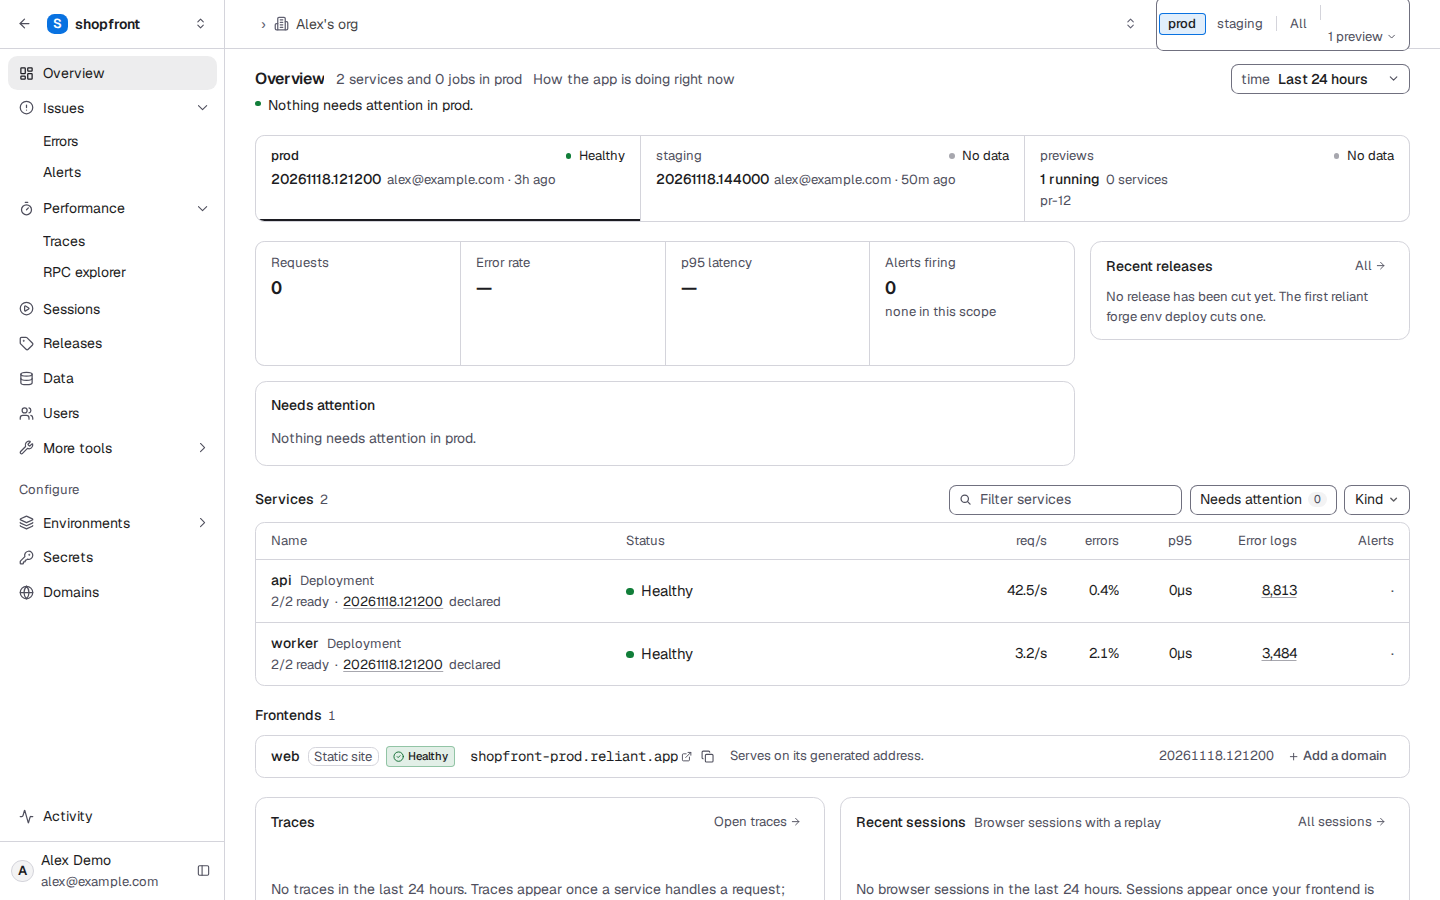 S shopfront
Overview
Issues
Errors
Alerts
Performance
Traces
RPC explorer
Sessions
Releases
Data
Users
More tools
Configure
Environments
Secrets
Domains
Activity
A Alex Demo
alex@example.com
› Alex's org
prod staging All 1 preview
Overview 2 services and 0 jobs in prod How the app is doing right now
time Last 24 hours
Nothing needs attention in prod.
prod Healthy
20261118.121200 alex@example.com · 3h ago
staging No data
20261118.144000 alex@example.com · 50m ago
previews No data
1 running 0 services
pr-12
Requests
0
Error rate
—
p95 latency
—
Alerts firing
0
none in this scope
Recent releases All →
No release has been cut yet. The first reliant
forge env deploy cuts one.
Needs attention
Nothing needs attention in prod.
Services 2
Filter services
Needs attention 0
Kind
Name Status req/s errors p95 Error logs Alerts
api Deployment
2/2 ready · 20261118.121200 declared
Healthy 42.5/s 0.4% 0µs 8,813 ·
worker Deployment
2/2 ready · 20261118.121200 declared
Healthy 3.2/s 2.1% 0µs 3,484 ·
Frontends 1
web Static site Healthy shopfront-prod.reliant.app Serves on its generated address. 20261118.121200 + Add a domain
Traces Open traces →
No traces in the last 24 hours. Traces appear once a service handles a request;
Recent sessions Browser sessions with a replay All sessions →
No browser sessions in the last 24 hours. Sessions appear once your frontend is